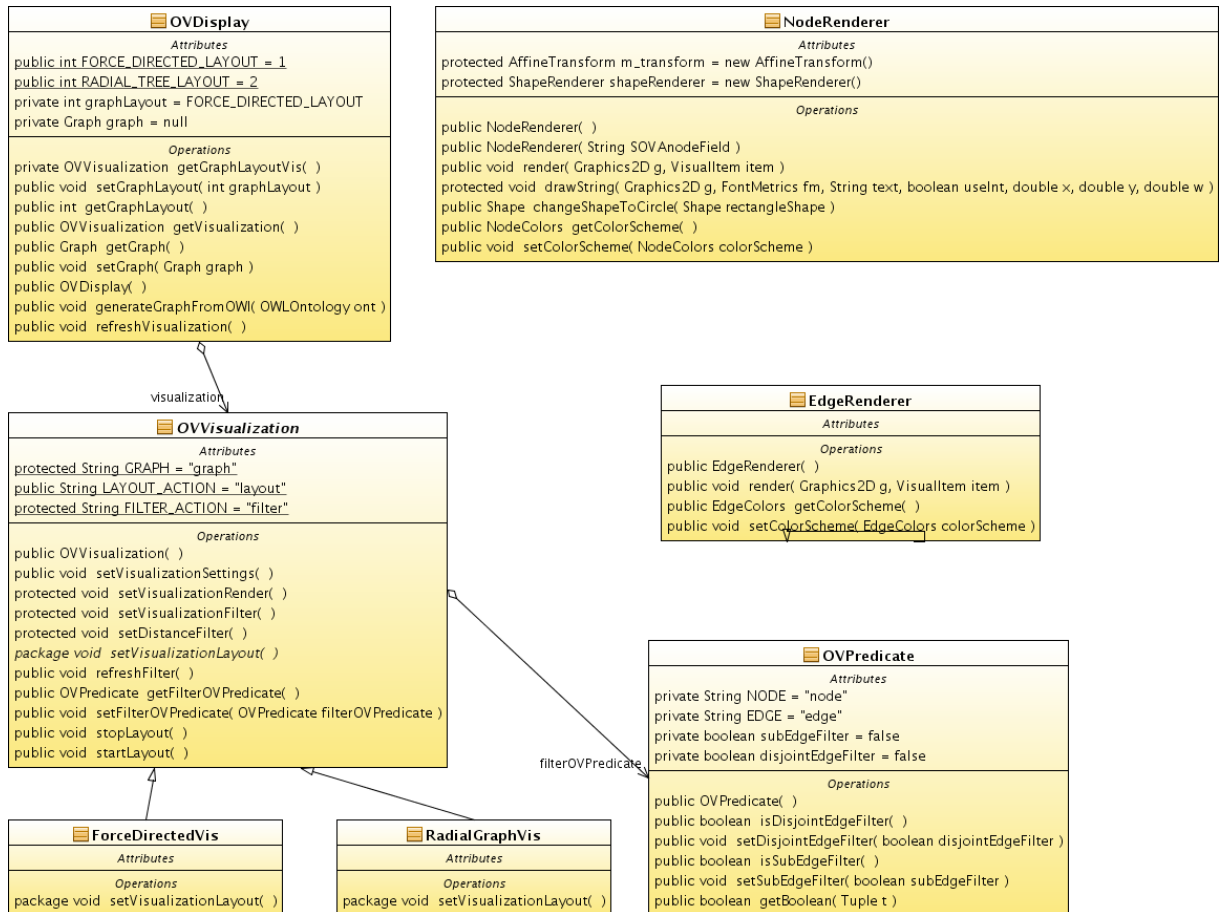 OVDisplay
Attributes
public int FORCE_DIRECTED_LAYOUT = 1
public int RADIAL_TREE_LAYOUT = 2
private int graphLayout = FORCE_DIRECTED_LAYOUT
private Graph graph = null
Operations
private OVVisualization getGraphLayoutVis( )
public void setGraphLayout( int graphLayout )
public int getGraphLayout( )
public OVVisualization getVisualization( )
public Graph getGraph( )
public void setGraph( Graph graph )
public OVDisplay( )
public void generateGraphFromOWl( OWLOntology ont )
public void refreshVisualization( )
NodeRenderer
Attributes
protected AffineTransform m_transform = new AffineTransform()
protected ShapeRenderer shapeRenderer = new ShapeRenderer()
Operations
public NodeRenderer( )
public NodeRenderer( String SOVAnodeField )
public void render( Graphics2D g, VisualItem item )
protected void drawString( Graphics2D g, FontMetrics fm, String text, boolean useInt, double x, double y, double w )
public Shape changeShapeToCircle( Shape rectangleShape )
public NodeColors getColorScheme( )
public void setColorScheme( NodeColors colorScheme )
visualization
OVVisualization
Attributes
protected String GRAPH = "graph"
public String LAYOUT_ACTION = "layout"
protected String FILTER_ACTION = "filter"
Operations
public OVVisualization( )
public void setVisualizationSettings( )
protected void setVisualizationRender( )
protected void setVisualizationFilter( )
protected void setDistanceFilter( )
package void setVisualizationLayout( )
public void refreshFilter( )
public OVPredicate getFilterOVPredicate( )
public void setFilterOVPredicate( OVPredicate filterOVPredicate )
public void stopLayout( )
public void startLayout( )
EdgeRenderer
Attributes
Operations
public EdgeRenderer( )
public void render( Graphics2D g, VisualItem item )
public EdgeColors getColorScheme( )
public void setColorScheme( EdgeColors colorScheme )
filterOVPredicate
OVPredicate
Attributes
private String NODE = "node"
private String EDGE = "edge"
private boolean subEdgeFilter = false
private boolean disjointEdgeFilter = false
Operations
public OVPredicate( )
public boolean isDisjointEdgeFilter( )
public void setDisjointEdgeFilter( boolean disjointEdgeFilter )
public boolean isSubEdgeFilter( )
public void setSubEdgeFilter( boolean subEdgeFilter )
public boolean getBoolean( Tuple t )
ForceDirectedVis
Attributes
Operations
package void setVisualizationLayout( )
RadialGraphVis
Attributes
Operations
package void setVisualizationLayout( )